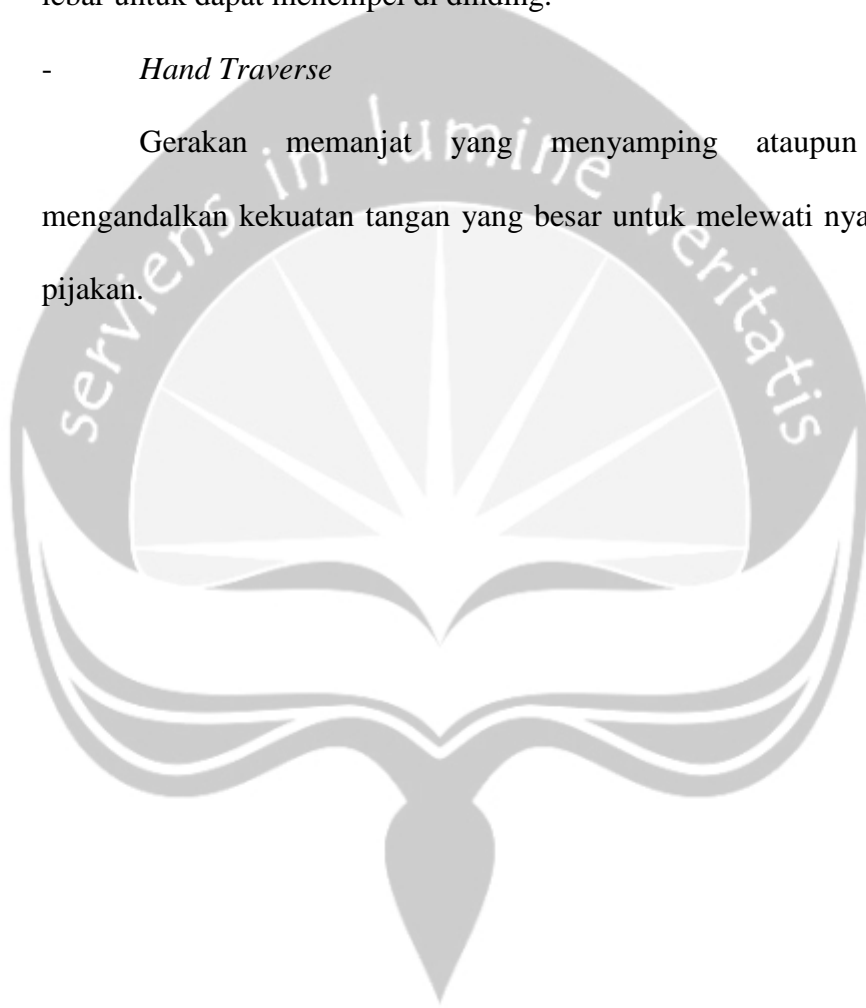 lebar untuk dapat menempel di dinding.
- Hand Traverse
Gerakan memanjat yang menyamping ataupun
mengandalkan kekuatan tangan yang besar untuk melewati nya
pijakan.
serviens in lumine veritatis